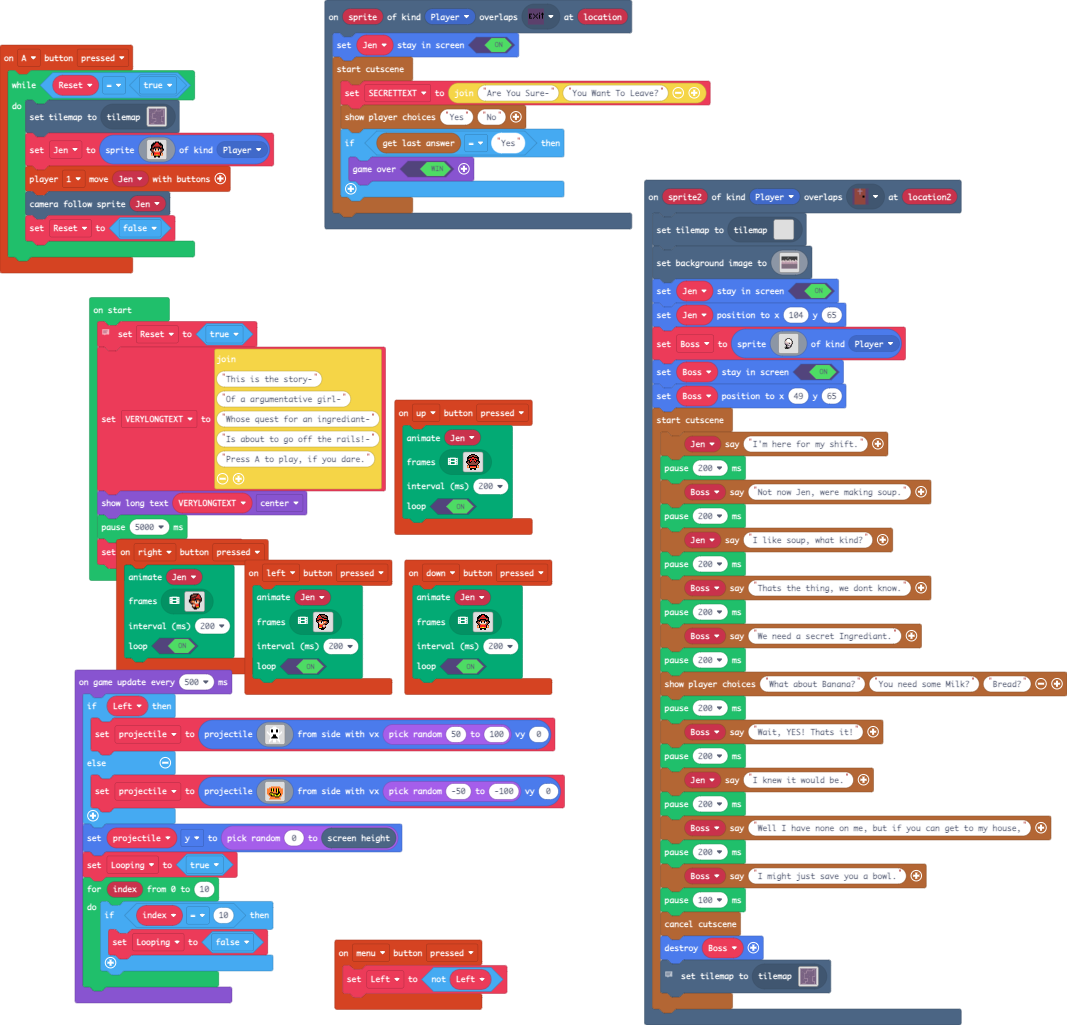 on sprite of kind Player overlaps EXIT at location
set Jen stay in screen ON
start cutscene
set SECRETTEXT to join "Are You Sure-" "You Want To Leave?"
show player choices "Yes" "No"
if get last answer = "Yes" then
game over WIN
on A button pressed
while Reset = true
do
set tilemap to tilemap
set Jen to sprite of kind Player
player 1 move Jen with buttons
camera follow sprite Jen
set Reset to false
on sprite2 of kind Player overlaps at location2
set tilemap to tilemap
set background image to
set Jen stay in screen ON
set Jen position to x 104 y 65
set Boss to sprite of kind Player
set Boss stay in screen ON
set Boss position to x 49 y 65
start cutscene
Jen say "I'm here for my shift."
pause 200 ms
Boss say "Not now Jen, were making soup."
pause 200 ms
Jen say "I like soup, what kind?"
pause 200 ms
Boss say "Thats the thing, we dont know."
pause 200 ms
Boss say "We need a secret Ingrediant."
pause 200 ms
show player choices "What about Banana?" "You need some Milk?" "Bread?"
pause 200 ms
Boss say "Wait, YES! Thats it!"
pause 200 ms
Jen say "I knew it would be."
pause 200 ms
Boss say "Well I have none on me, but if you can get to my house,"
pause 200 ms
Boss say "I might just save you a bowl."
pause 100 ms
cancel cutscene
destroy Boss
set tilemap to tilemap
on start
set Reset to true
set VERYLONGTEXT to join
"This is the story-"
"Of a argumentative girl-"
"Whose quest for an ingrediant-"
"Is about to go off the rails!-"
"Press A to play, if you dare."
show long text VERYLONGTEXT center
pause 5000 ms
set
on up button pressed
animate Jen
frames
interval (ms) 200
loop ON
on right button pressed
animate Jen
frames
interval (ms) 200
loop ON
on left button pressed
animate Jen
frames
interval (ms) 200
loop ON
on down button pressed
animate Jen
frames
interval (ms) 200
loop ON
on game update every 500 ms
if Left then
set projectile to projectile from side with vx pick random 50 to 100 vy 0
else
set projectile to projectile from side with vx pick random -50 to -100 vy 0
set projectile y to pick random 0 to screen height
set Looping to true
for index from 0 to 10
do
if index = 10 then
set Looping to false
on menu button pressed
set Left to not Left